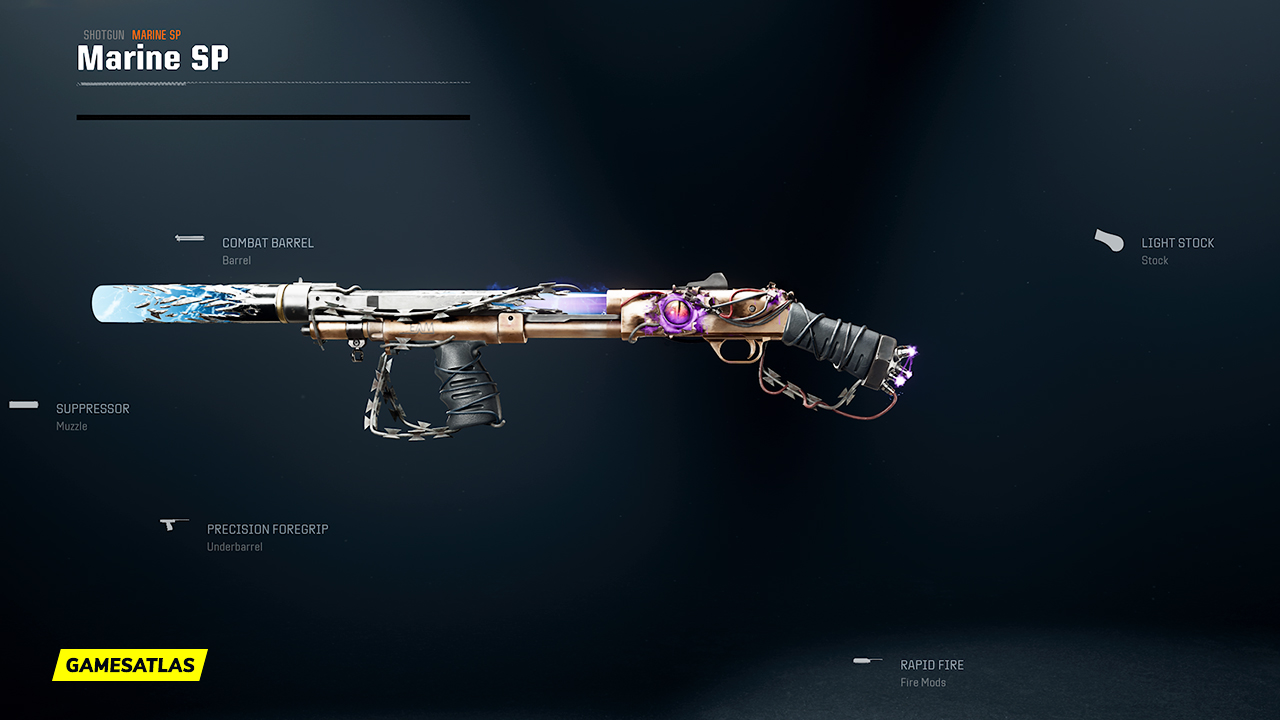 SHOTGUN MARINE SP
Marine SP
COMBAT BARREL
Barrel
LIGHT STOCK
Stock
SUPPRESSOR
Muzzle
PRECISION FOREGRIP
Underbarrel
GAMESATLAS
RAPID FIRE
Fire Mods